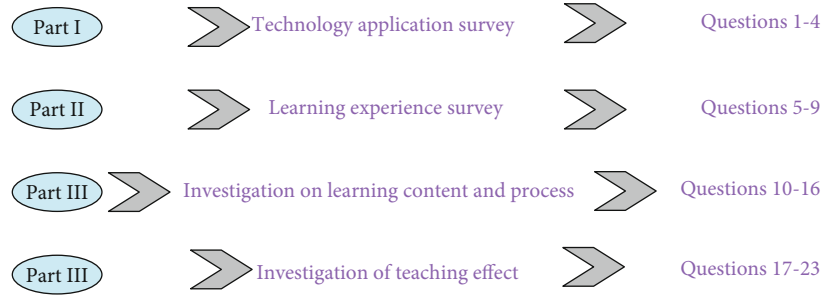 Part I Technology application survey Questions 1-4
Part II Learning experience survey Questions 5-9
Part III Investigation on learning content and process Questions 10-16
Part III Investigation of teaching effect Questions 17-23